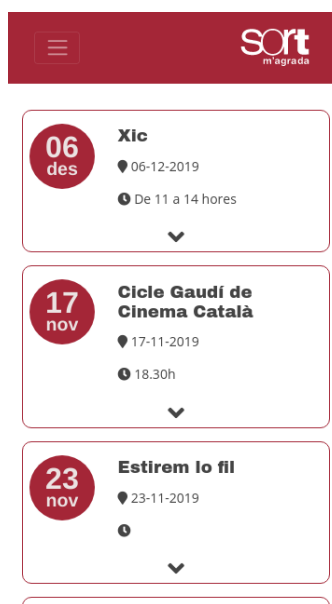 sort
m'agrada
06
des
Xic
06-12-2019
De 11 a 14 hores
17
nov
Cicle Gaudí de
Cinema Català
17-11-2019
18.30h
23
nov
Estirem lo fil
23-11-2019